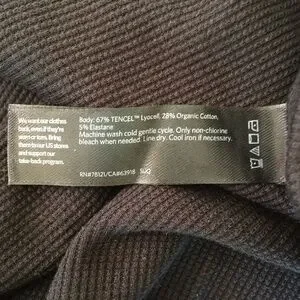 We want our clothes
back, even if they're
worn or torn. Bring
them to our US stores
and support our
take-back program.
Body: 67% TENCEL™ Lyocell, 28% Organic Cotton,
5% Elastane
Machine wash cold gentle cycle. Only non-chlorine
bleach when needed. Line dry. Cool iron if necessary.
RN#78121/CA#63918 SUQ